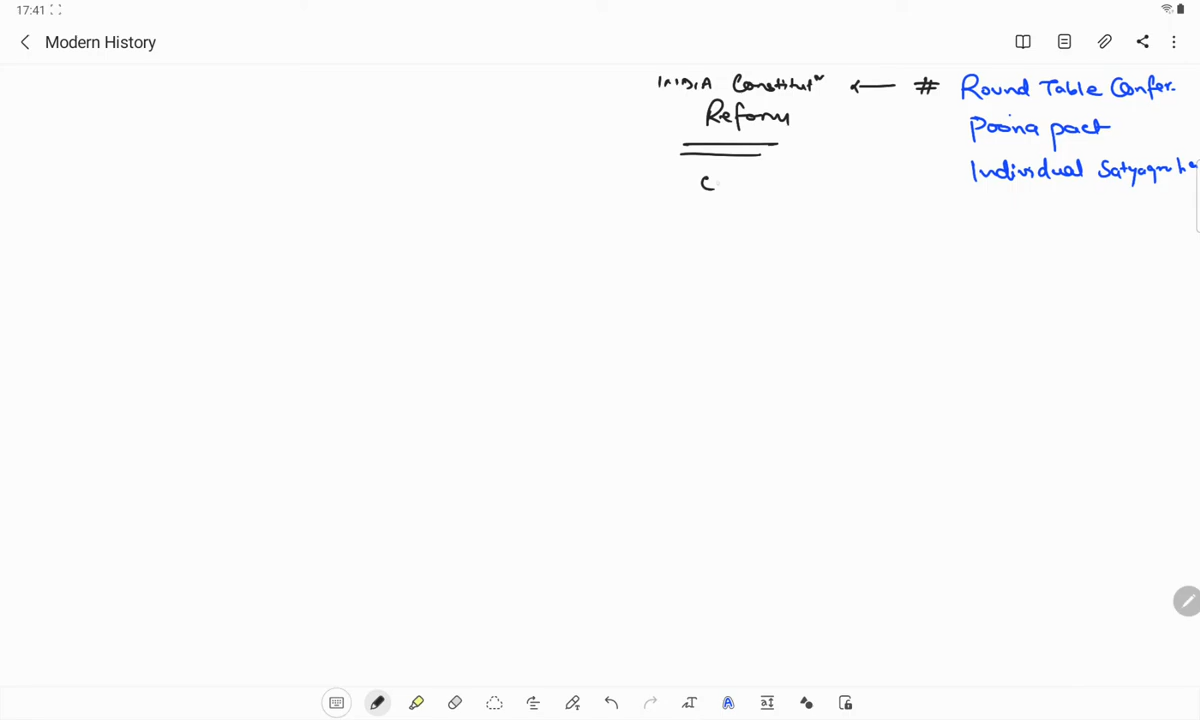 17:41
Modern History
INDIA Constitutn ← # Round Table Confer.
Reform Poona pact
Individual Satyagraha
C